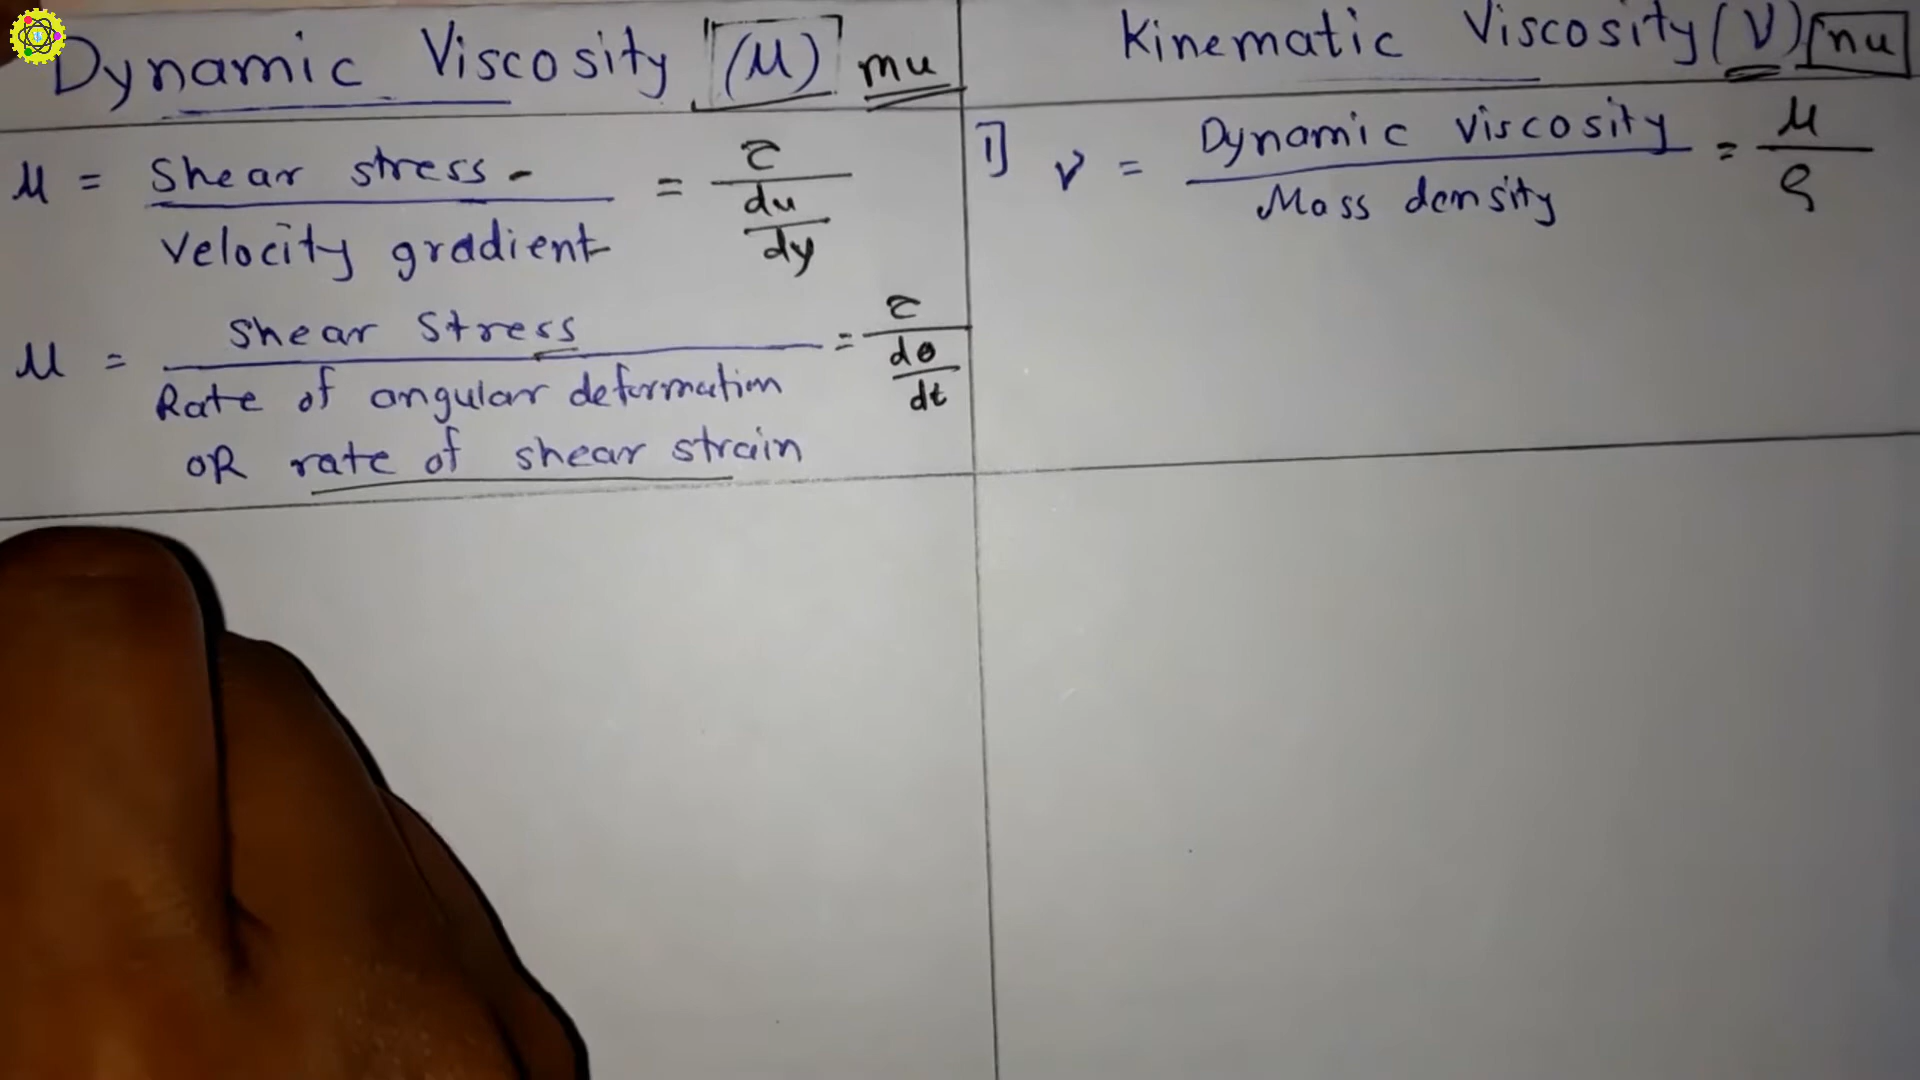 Dynamic Viscosity (μ) mu
μ = Shear stress = τ
Velocity gradient du
dy
μ = Shear Stress = τ
Rate of angular deformation dθ
OR rate of shear strain dt
Kinematic Viscosity (ν) nu
1] ν = Dynamic viscosity = μ
Mass density ρ